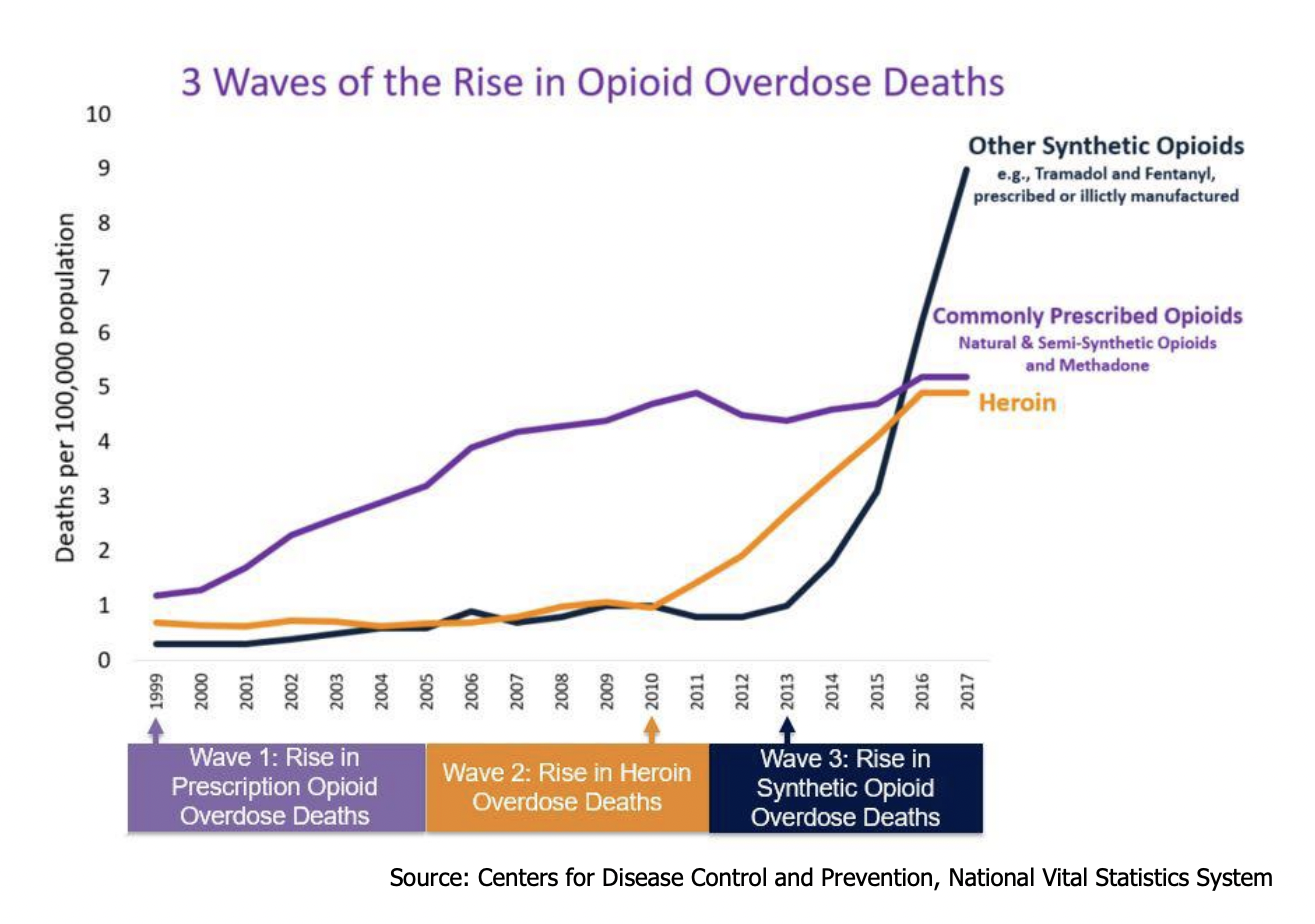 3 Waves of the Rise in Opioid Overdose Deaths
10
9
8
7
6
5
4
3
2
1
0
Deaths per 100,000 population
Other Synthetic Opioids
e.g., Tramadol and Fentanyl,
prescribed or illictly manufactured
Commonly Prescribed Opioids
Natural & Semi-Synthetic Opioids
and Methadone
Heroin
1999
2000
2001
2002
2003
2004
2005
2006
2007
2008
2009
2010
2011
2012
2013
2014
2015
2016
2017
Wave 1: Rise in
Prescription Opioid
Overdose Deaths
Wave 2: Rise in Heroin
Overdose Deaths
Wave 3: Rise in
Synthetic Opioid
Overdose Deaths
Source: Centers for Disease Control and Prevention, National Vital Statistics System